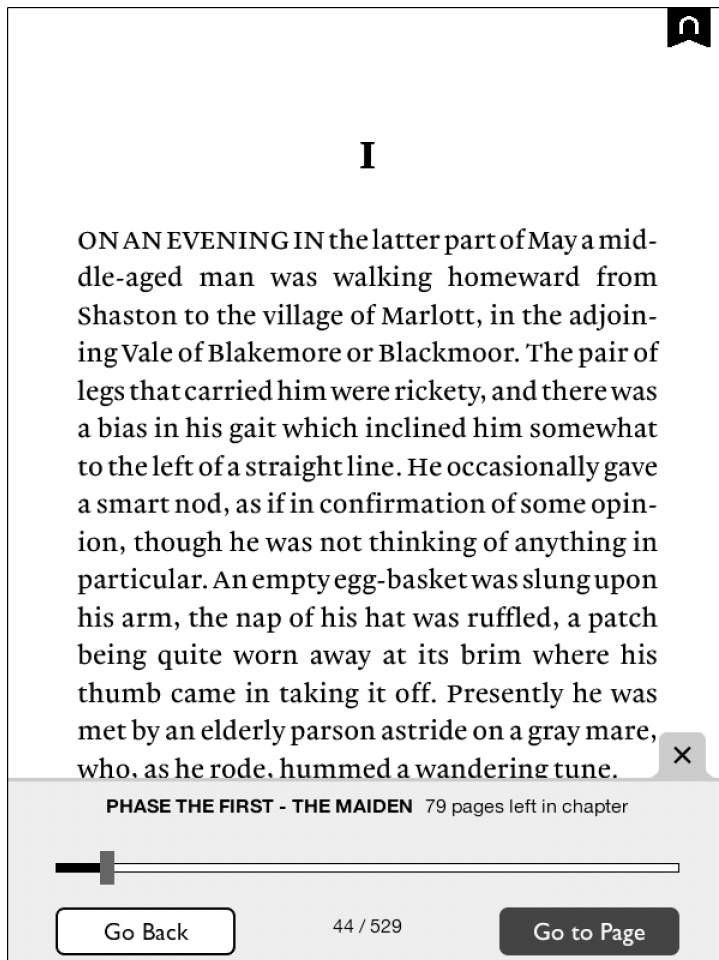 I
ON AN EVENING IN the latter part of May a mid-
dle-aged man was walking homeward from
Shaston to the village of Marlott, in the adjoin-
ing Vale of Blakemore or Blackmoor. The pair of
legs that carried him were rickety, and there was
a bias in his gait which inclined him somewhat
to the left of a straight line. He occasionally gave
a smart nod, as if in confirmation of some opin-
ion, though he was not thinking of anything in
particular. An empty egg-basket was slung upon
his arm, the nap of his hat was ruffled, a patch
being quite worn away at its brim where his
thumb came in taking it off. Presently he was
met by an elderly parson astride on a gray mare,
who, as he rode, hummed a wandering tune.
PHASE THE FIRST - THE MAIDEN 79 pages left in chapter
Go Back 44 / 529 Go to Page